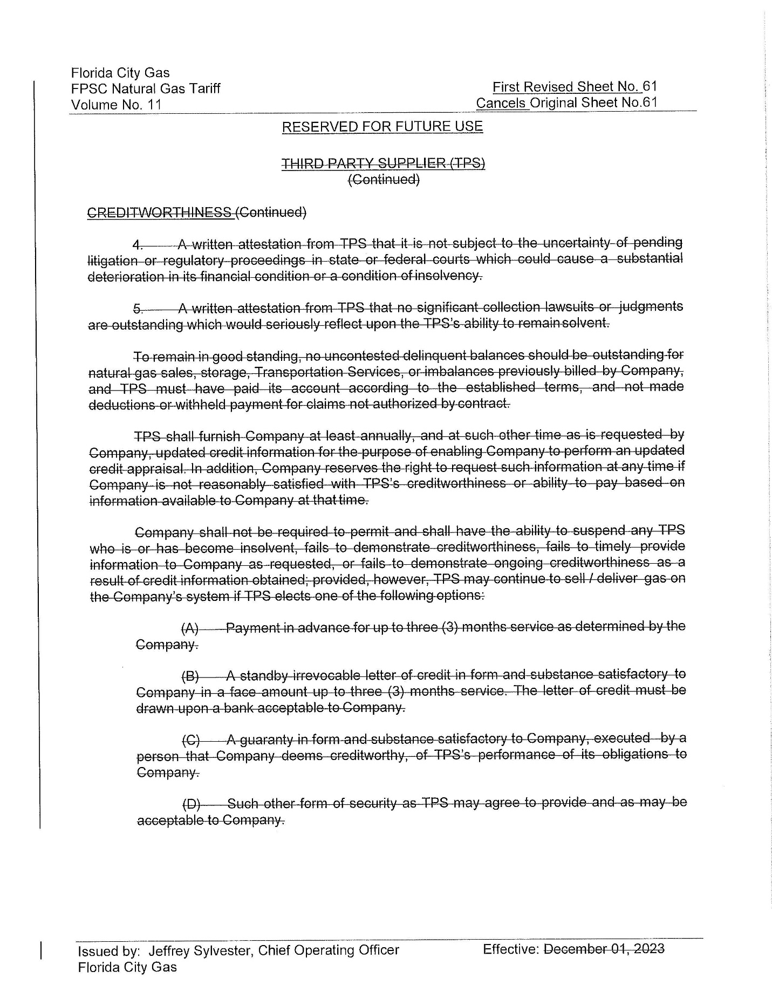 Florida City Gas
FPSC Natural Gas Tariff
Volume No. 11
First Revised Sheet No. 61
Cancels Original Sheet No.61
RESERVED FOR FUTURE USE
THIRD PARTY SUPPLIER (TPS)
(Continued)
CREDITWORTHINESS (Continued)
4. A written attestation from TPS that it is not subject to the uncertainty of pending
litigation or regulatory proceedings in state or federal courts which could cause a substantial
deterioration in its financial condition or a condition of insolvency.
5. A written attestation from TPS that no significant collection lawsuits or judgments
are outstanding which would seriously reflect upon the TPS's ability to remain solvent.
To remain in good standing, no uncontested delinquent balances should be outstanding for
natural gas sales, storage, Transportation Services, or imbalances previously billed by Company,
and TPS must have paid its account according to the established terms, and not made
deductions or withheld payment for claims not authorized by contract.
TPS shall furnish Company at least annually, and at such other time as is requested by
Company, updated credit information for the purpose of enabling Company to perform an updated
credit appraisal. In addition, Company reserves the right to request such information at any time if
Company is not reasonably satisfied with TPS's creditworthiness or ability to pay based on
information available to Company at that time.
Company shall not be required to permit and shall have the ability to suspend any TPS
who is or has become insolvent, fails to demonstrate creditworthiness, fails to timely provide
information to Company as requested, or fails to demonstrate ongoing creditworthiness as a
result of credit information obtained; provided, however, TPS may continue to sell / deliver gas on
the Company's system if TPS elects one of the following options:
(A) Payment in advance for up to three (3) months service as determined by the
Company.
(B) A standby irrevocable letter of credit in form and substance satisfactory to
Company in a face amount up to three (3) months service. The letter of credit must be
drawn upon a bank acceptable to Company.
(C) A guaranty in form and substance satisfactory to Company, executed by a
person that Company deems creditworthy, of TPS's performance of its obligations to
Company.
(D) Such other form of security as TPS may agree to provide and as may be
acceptable to Company.
Issued by: Jeffrey Sylvester, Chief Operating Officer
Florida City Gas
Effective: December 01, 2023